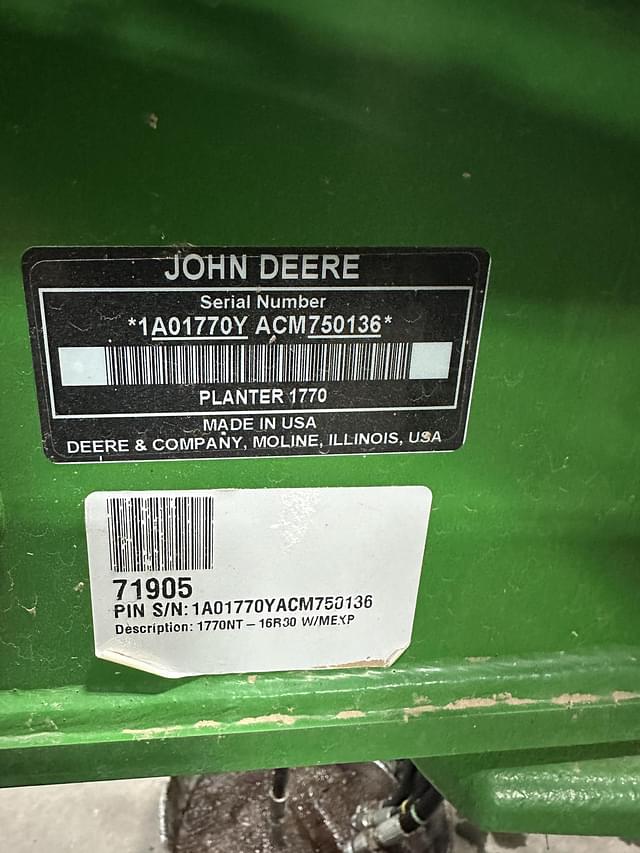 JOHN DEERE
Serial Number
*1A01770Y ACM750136*
PLANTER 1770
MADE IN USA
DEERE & COMPANY, MOLINE, ILLINOIS, USA
71905
PIN S/N: 1A01770YACM750136
Description: 1770NT – 16R30 W/MEXP